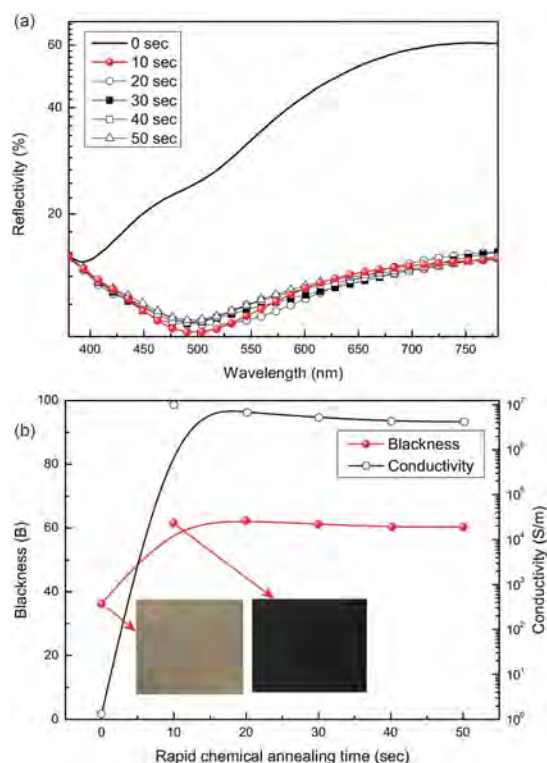 (a)
60
40
20
Reflectivity (%)
0 sec
10 sec
20 sec
30 sec
40 sec
50 sec
400 450 500 550 600 650 700 750
Wavelength (nm)
(b)
100
80
60
40
20
0
Blackness (B)
Blackness
Conductivity
10⁷
10⁶
10⁵
10⁴
10³
10²
10¹
10⁰
Conductivity (S/m)
0 10 20 30 40 50
Rapid chemical annealing time (sec)